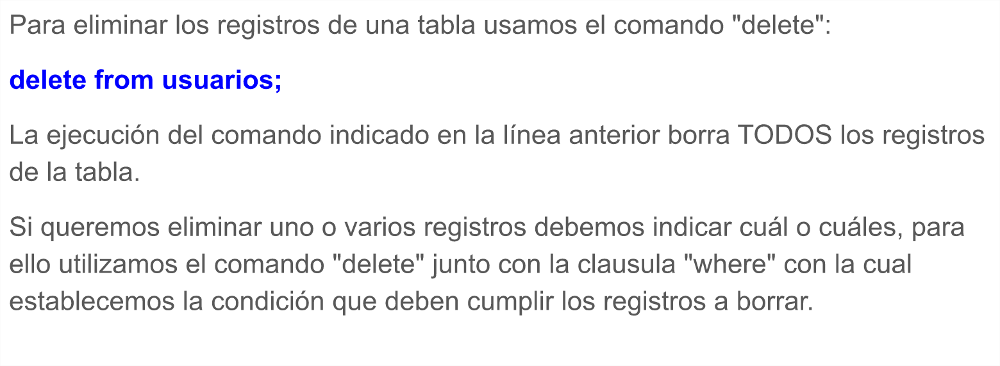 Para eliminar los registros de una tabla usamos el comando "delete":
delete from usuarios;
La ejecución del comando indicado en la línea anterior borra TODOS los registros
de la tabla.
Si queremos eliminar uno o varios registros debemos indicar cuál o cuáles, para
ello utilizamos el comando "delete" junto con la clausula "where" con la cual
establecemos la condición que deben cumplir los registros a borrar.